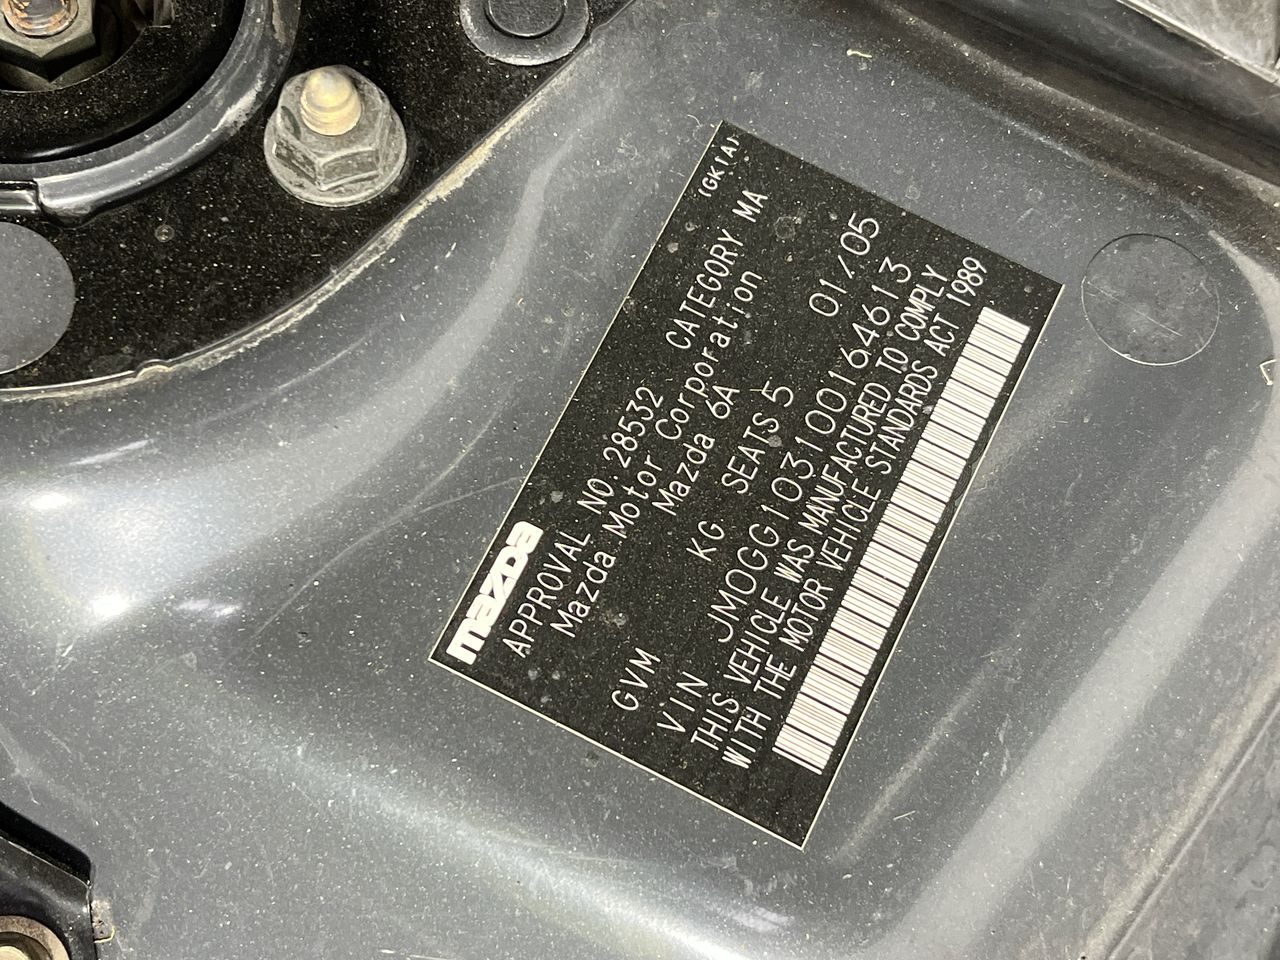 (GK1A)
mazda
APPROVAL NO. 28532 CATEGORY MA
Mazda Motor Corporation
Mazda 6A 01/05
GVM KG SEATS 5
VIN JM0GG103100164613
THIS VEHICLE WAS MANUFACTURED TO COMPLY
WITH THE MOTOR VEHICLE STANDARDS ACT 1989